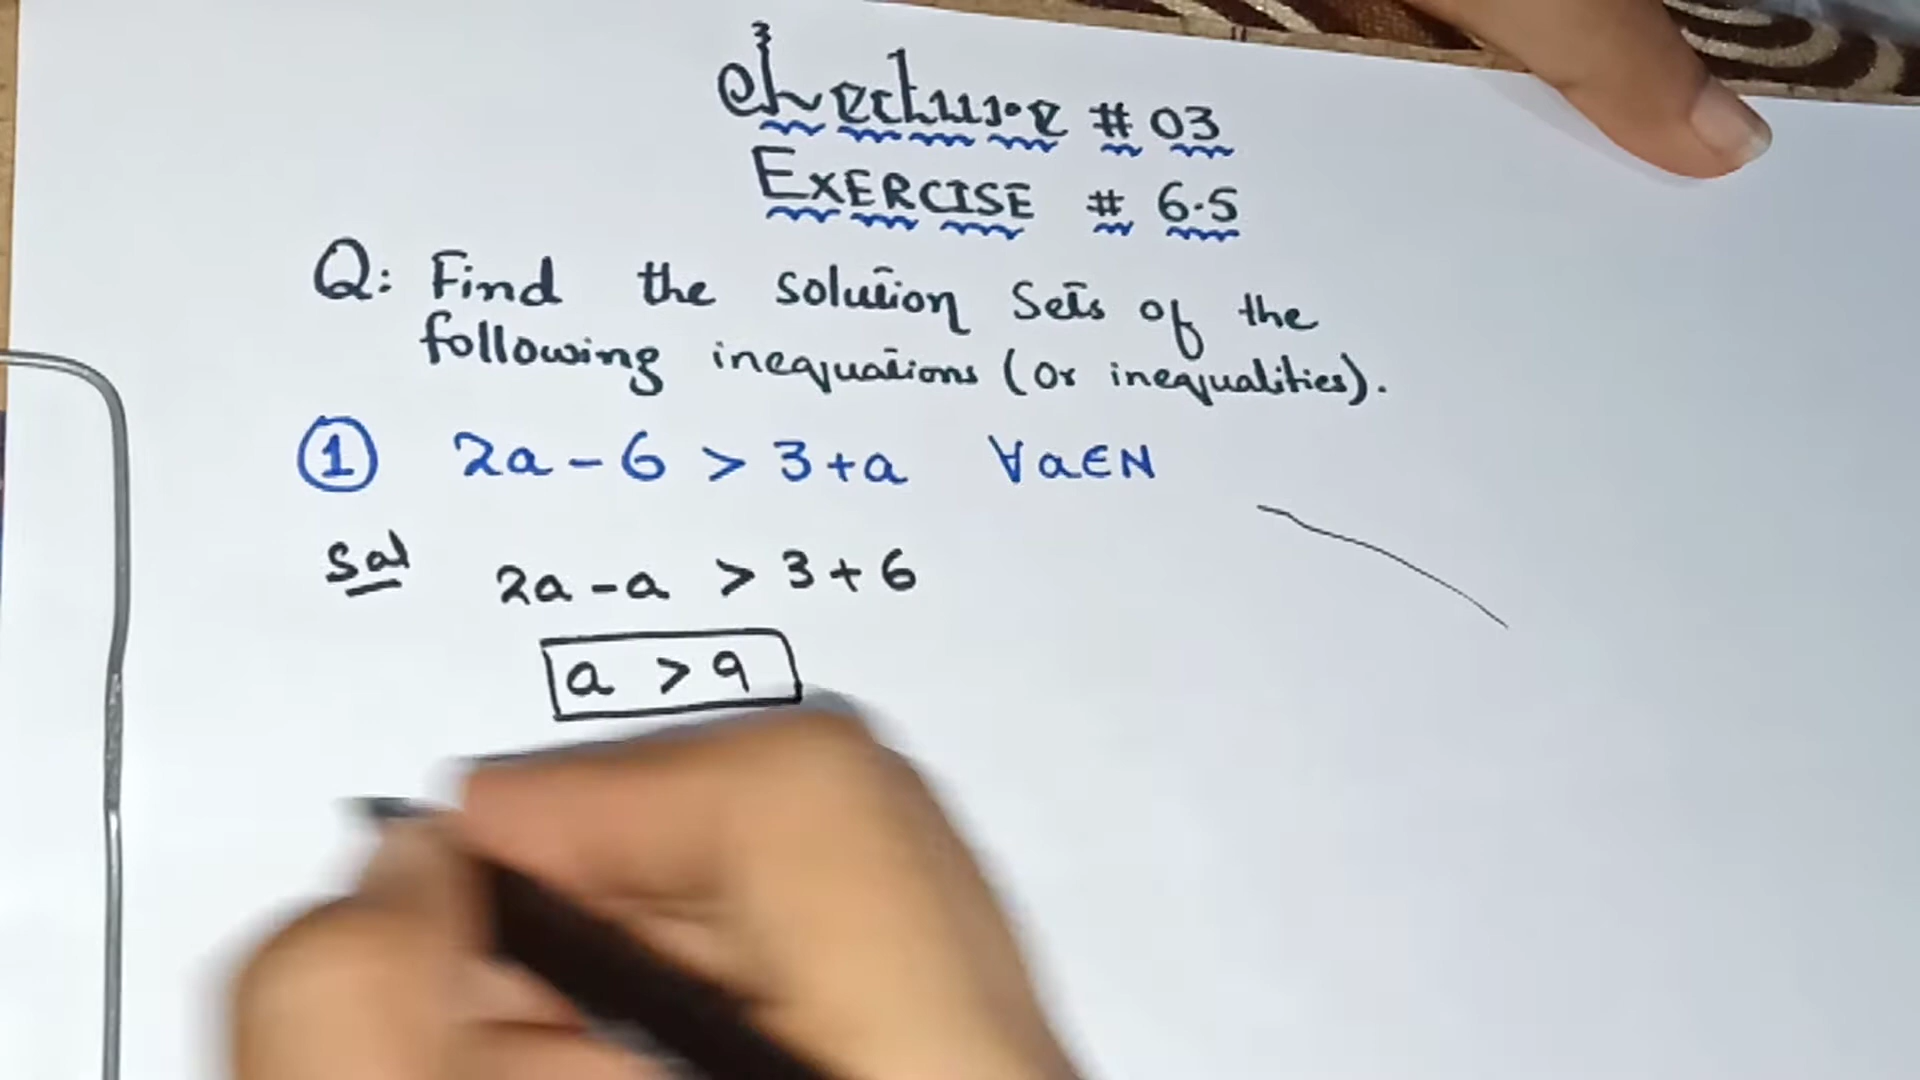 Lecture # 03
EXERCISE # 6.5
Q: Find the solution Sets of the
following inequations (Or inequalities).
① 2a - 6 > 3 + a ∀a∈N
Sol 2a - a > 3 + 6
a > 9